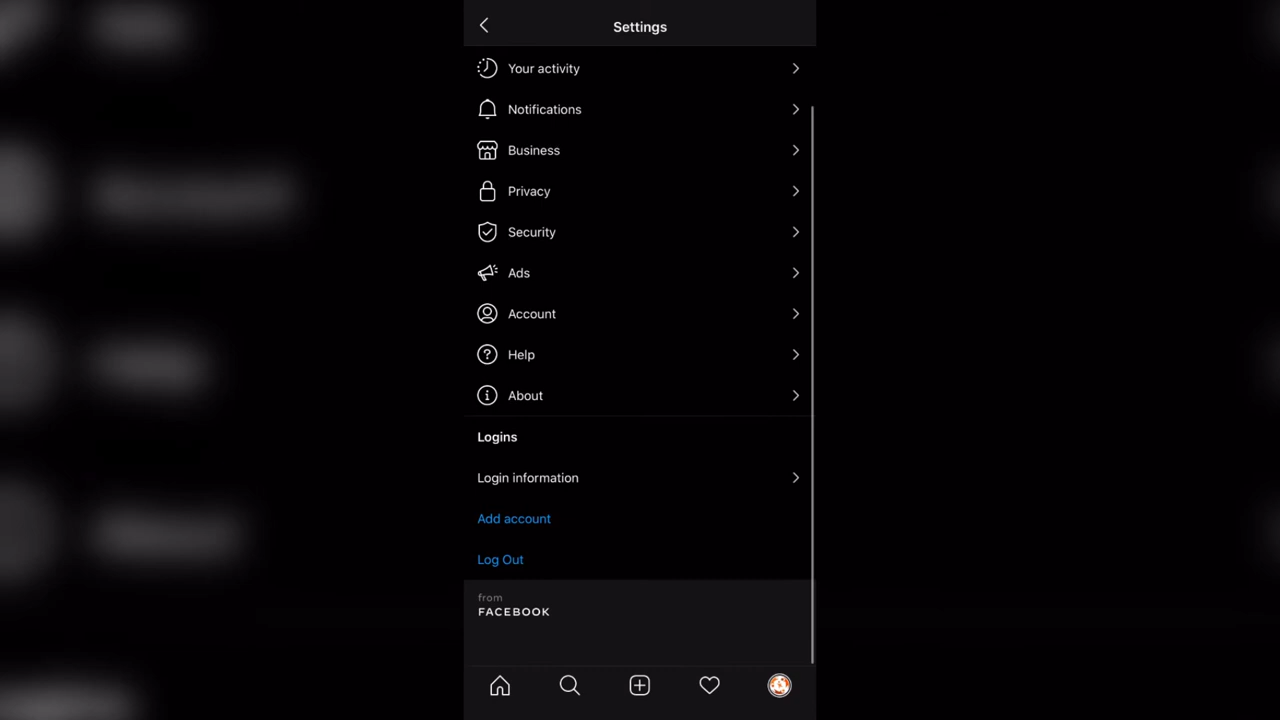 Settings
Your activity
Notifications
Business
Privacy
Security
Ads
Account
Help
About
Logins
Login information
Add account
Log Out
from
FACEBOOK